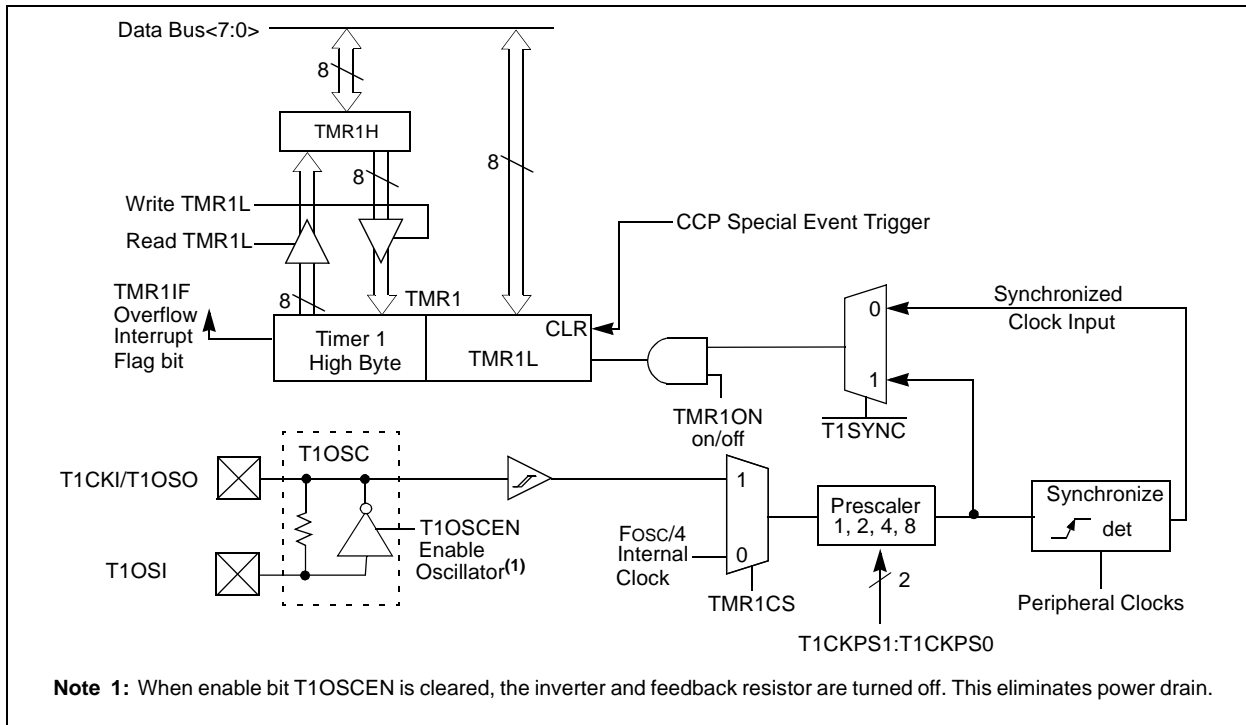 Data Bus<7:0>
8
TMR1H
8
8
Write TMR1L
Read TMR1L
CCP Special Event Trigger
TMR1IF
Overflow
Interrupt
Flag bit
8
TMR1
Timer 1
High Byte
CLR
TMR1L
0
1
Synchronized
Clock Input
TMR1ON
on/off
T1SYNC
T1OSC
T1CKI/T1OSO
T1OSI
T1OSCEN
Enable
Oscillator(1)
1
0
FOSC/4
Internal
Clock
TMR1CS
Prescaler
1, 2, 4, 8
2
T1CKPS1:T1CKPS0
Synchronize
det
Peripheral Clocks
Note 1: When enable bit T1OSCEN is cleared, the inverter and feedback resistor are turned off. This eliminates power drain.